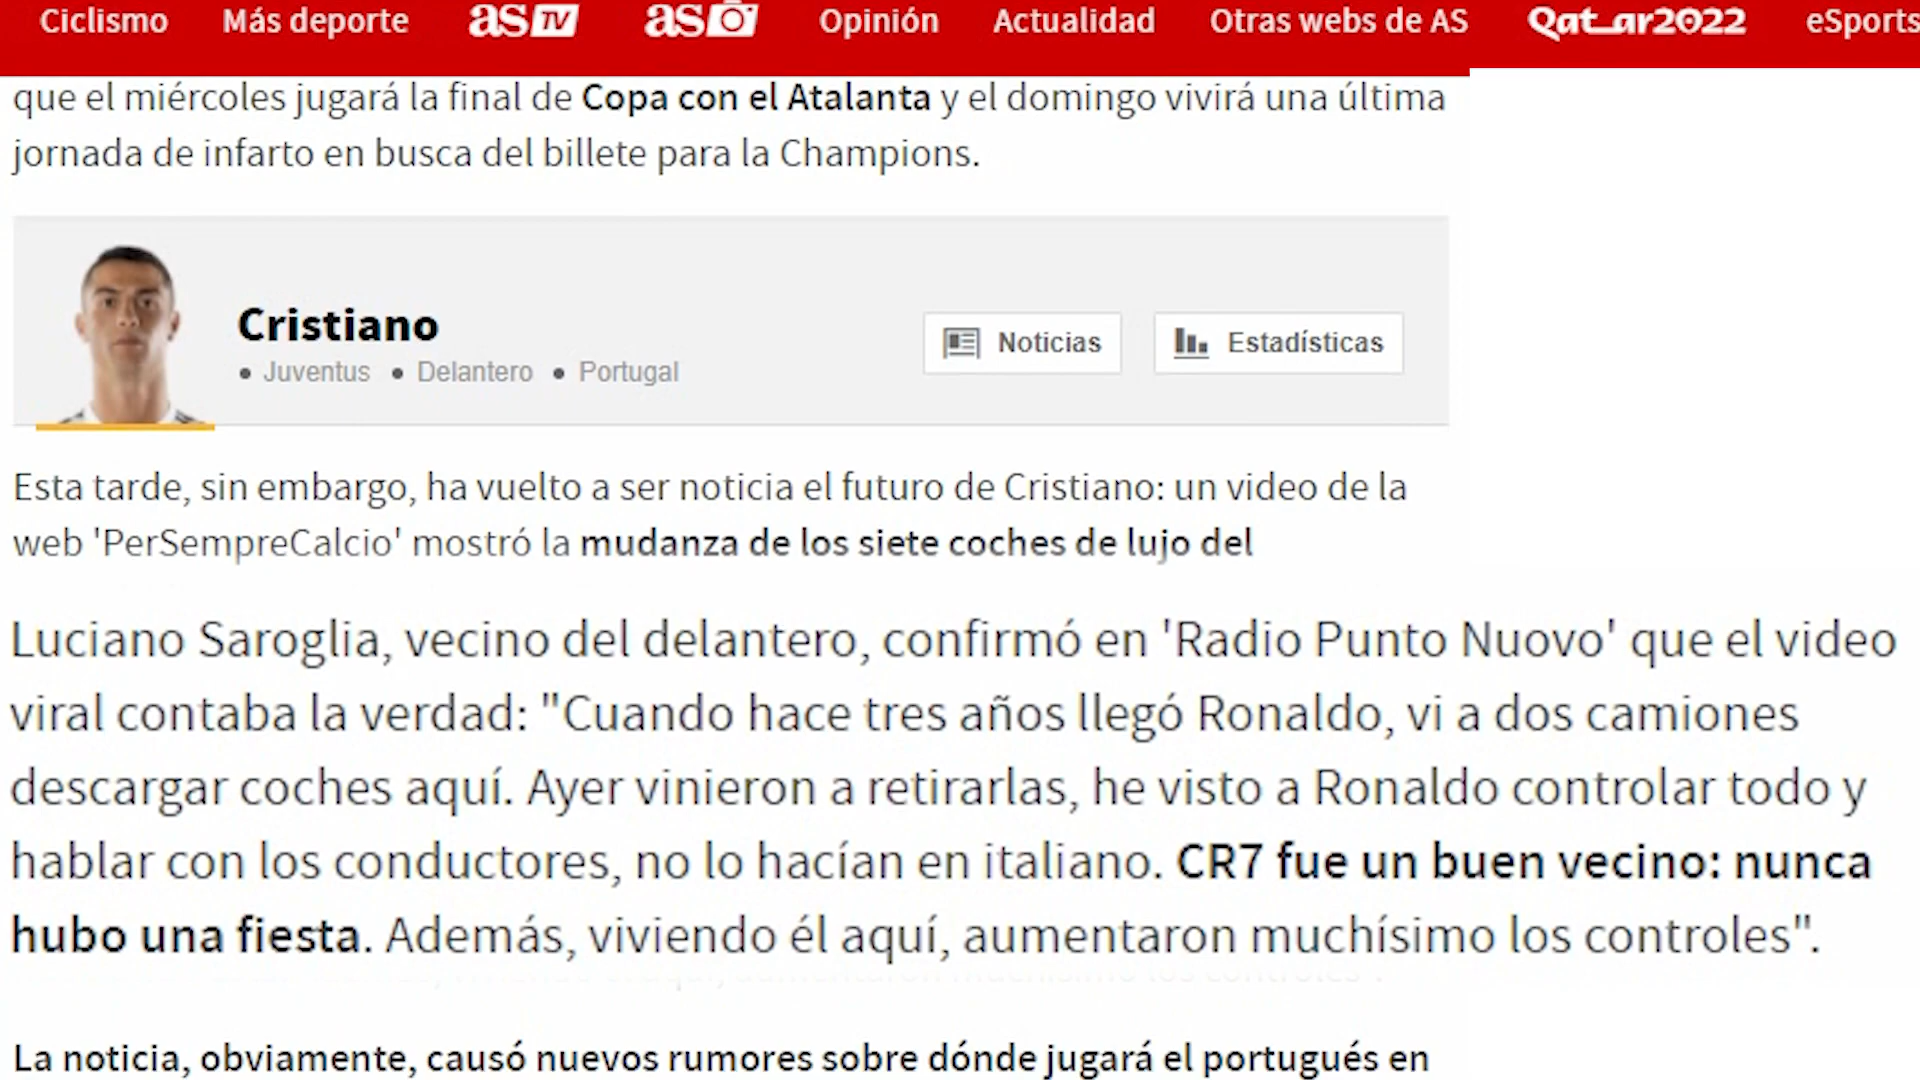 Ciclismo Más deporte as TV as Opinión Actualidad Otras webs de AS Qatar2022 eSports
que el miércoles jugará la final de Copa con el Atalanta y el domingo vivirá una última
jornada de infarto en busca del billete para la Champions.
Cristiano
• Juventus • Delantero • Portugal
Noticias
Estadísticas
Esta tarde, sin embargo, ha vuelto a ser noticia el futuro de Cristiano: un video de la
web 'PerSempreCalcio' mostró la mudanza de los siete coches de lujo del
Luciano Saroglia, vecino del delantero, confirmó en 'Radio Punto Nuovo' que el video
viral contaba la verdad: "Cuando hace tres años llegó Ronaldo, vi a dos camiones
descargar coches aquí. Ayer vinieron a retirarlas, he visto a Ronaldo controlar todo y
hablar con los conductores, no lo hacían en italiano. CR7 fue un buen vecino: nunca
hubo una fiesta. Además, viviendo él aquí, aumentaron muchísimo los controles".
La noticia, obviamente, causó nuevos rumores sobre dónde jugará el portugués en